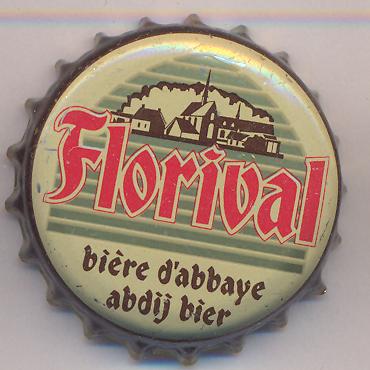 Florival
bière d'abbaye
abdij bier